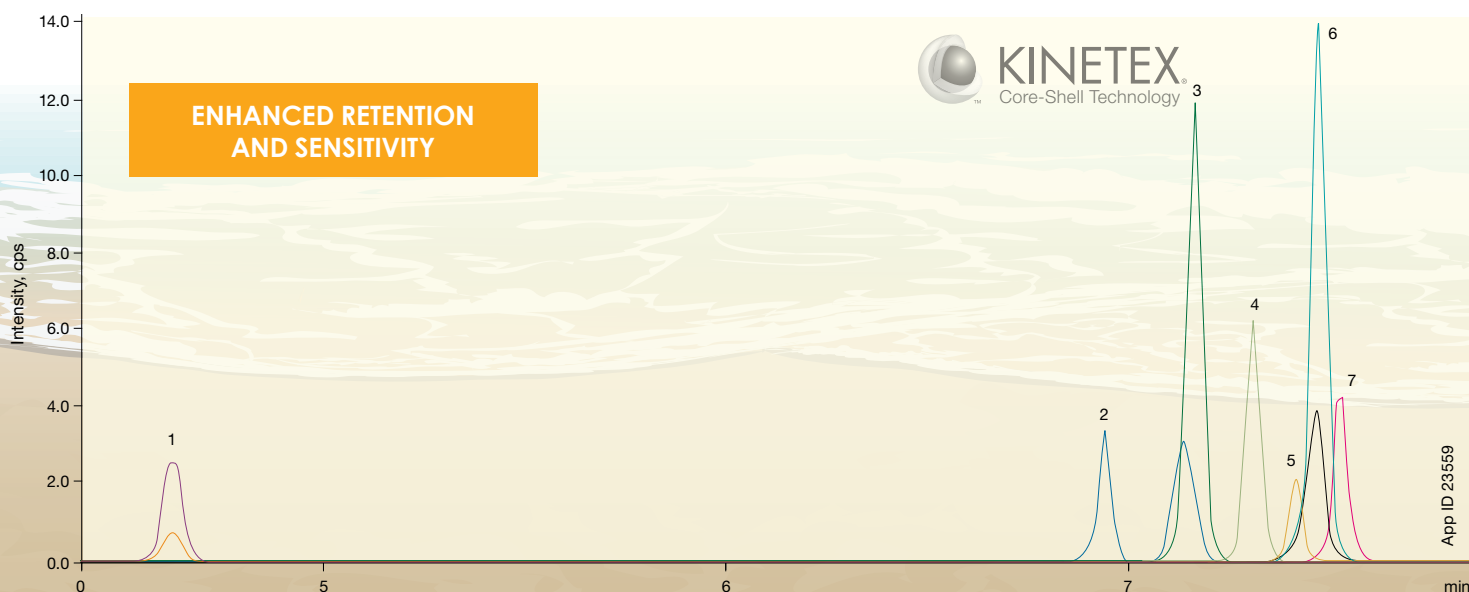 14.0
12.0
10.0
8.0
6.0
4.0
2.0
0.0
Intensity, cps
ENHANCED RETENTION
AND SENSITIVITY
KINETEX®
Core-Shell Technology
™
1
2
3
4
5
6
7
0
5
6
7
min
App ID 23559